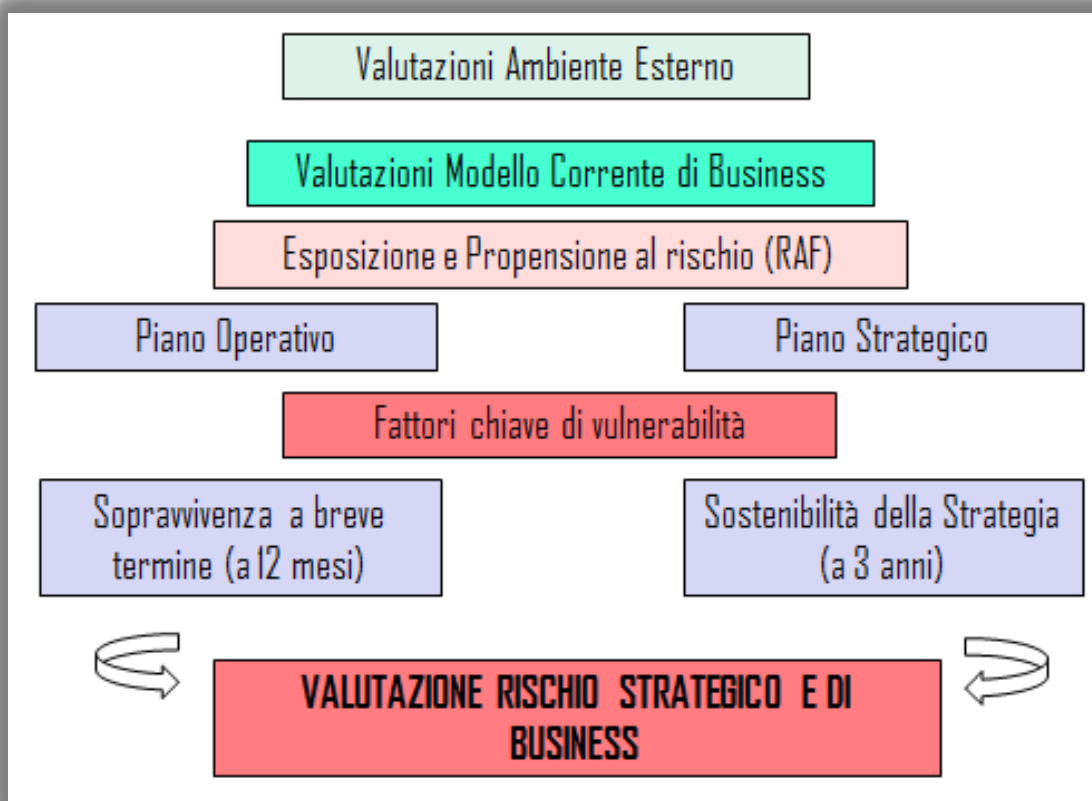 Valutazioni Ambiente Esterno
Valutazioni Modello Corrente di Business
Esposizione e Propensione al rischio (RAF)
Piano Operativo
Piano Strategico
Fattori chiave di vulnerabilità
Sopravvivenza a breve
termine (a 12 mesi)
Sostenibilità della Strategia
(a 3 anni)
VALUTAZIONE RISCHIO STRATEGICO E DI
BUSINESS